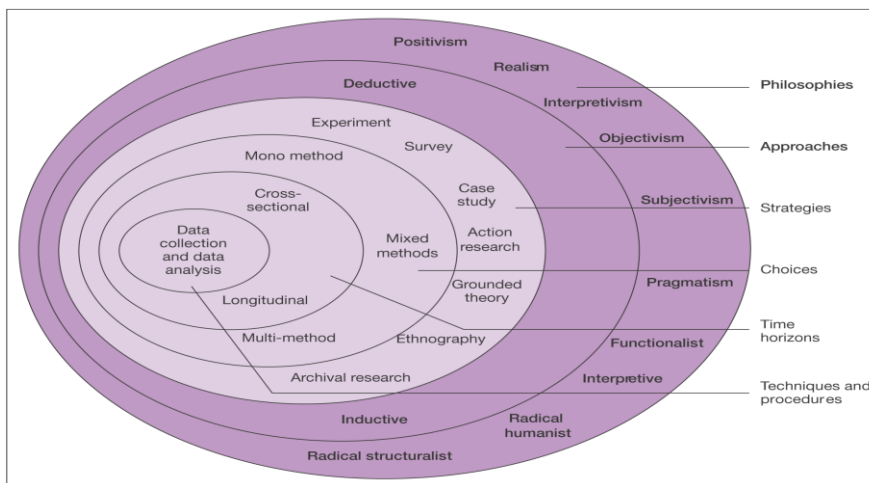 Positivism
Realism
Deductive
Philosophies
Interpretivism
Experiment
Objectivism
Survey
Approaches
Mono method
Cross-
sectional
Case
study
Subjectivism
Strategies
Data
collection
and data
analysis
Mixed
methods
Action
research
Choices
Pragmatism
Grounded
theory
Longitudinal
Time
horizons
Multi-method
Ethnography
Functionalist
Archival research
Interpretive
Techniques and
procedures
Inductive
Radical
humanist
Radical structuralist